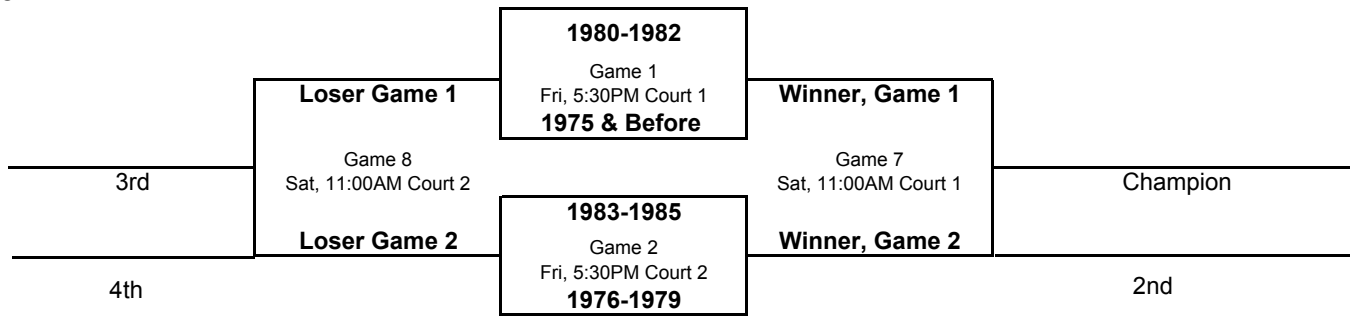 1980-1982
Game 1
Loser Game 1 Fri, 5:30PM Court 1 Winner, Game 1
1975 & Before
Game 8 Game 7
3rd Sat, 11:00AM Court 2 Sat, 11:00AM Court 1 Champion
1983-1985
Loser Game 2 Game 2 Winner, Game 2
Fri, 5:30PM Court 2
4th 1976-1979 2nd